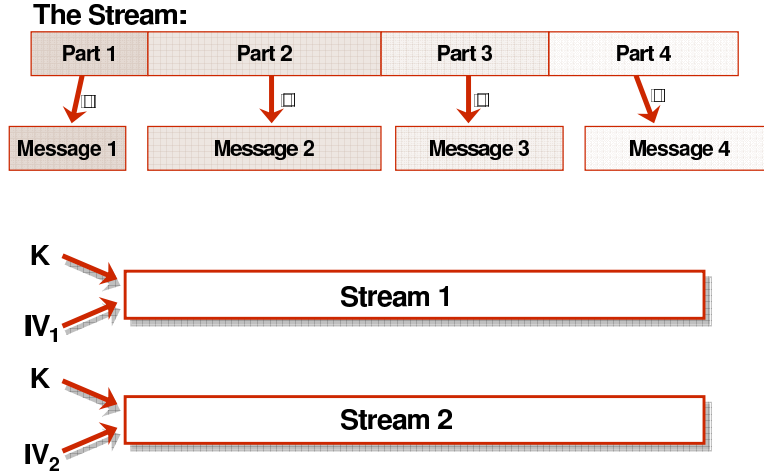 The Stream:
Part 1 Part 2 Part 3 Part 4
Message 1 Message 2 Message 3 Message 4
K
Stream 1
IV1
K
Stream 2
IV2